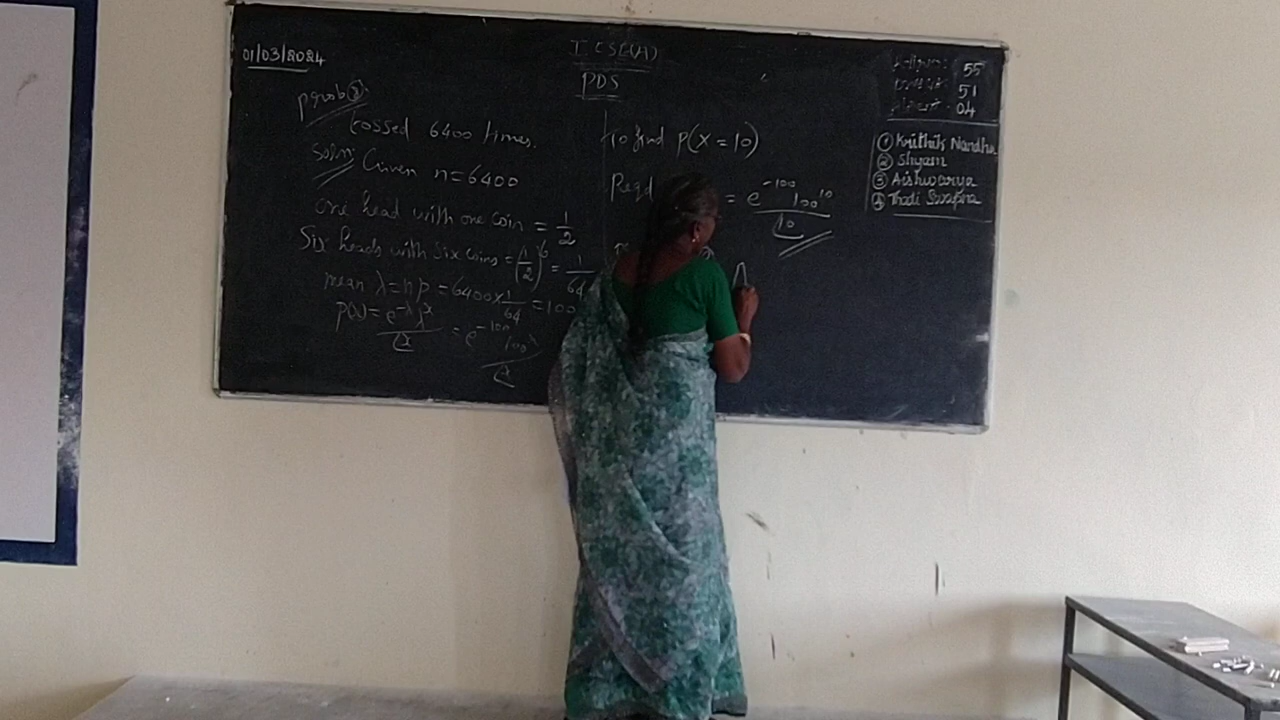 01/03/2024
I CSE(A)
PDS
prob ③:
tossed 6400 times.
Soln: Given n=6400
one head with one coin = 1/2
Six heads with six coins = (1/2)^6 = 1/64
mean λ = np = 6400 × 1/64 = 100
P(x) = e^-λ λ^x / x = e^-100 100^x / x
To find p(x = 10)
Reqd = e^-100 100^10 / 10
55
51
04
① Krithik Nandha
② Shyam
③ Aishwarya
④ Thadi